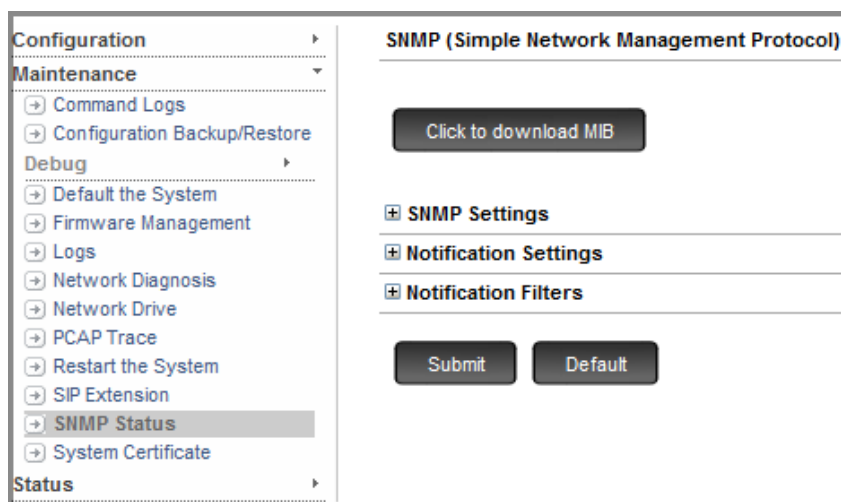 Configuration
Maintenance
Command Logs
Configuration Backup/Restore
Debug
Default the System
Firmware Management
Logs
Network Diagnosis
Network Drive
PCAP Trace
Restart the System
SIP Extension
SNMP Status
System Certificate
Status
SNMP (Simple Network Management Protocol)
Click to download MIB
SNMP Settings
Notification Settings
Notification Filters
Submit
Default